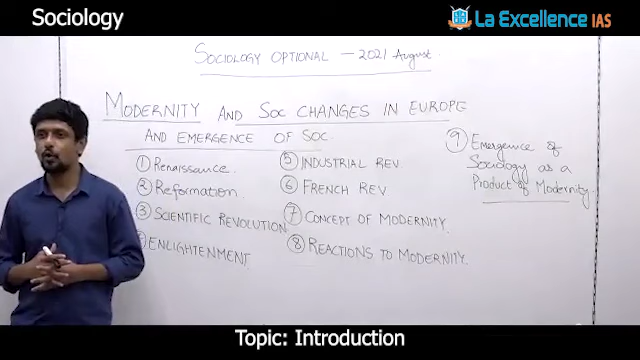 Sociology
La Excellence IAS
SOCIOLOGY OPTIONAL — 2021 August
MODERNITY AND SOC CHANGES IN EUROPE
AND EMERGENCE OF SOC.
① Renaissance
② Reformation
③ SCIENTIFIC REVOLUTION
④ ENLIGHTENMENT
⑤ INDUSTRIAL REV.
⑥ FRENCH REV
⑦ CONCEPT OF MODERNITY
⑧ REACTIONS TO MODERNITY
⑨ Emergence of
Sociology as a
Product of Modernity
Topic: Introduction